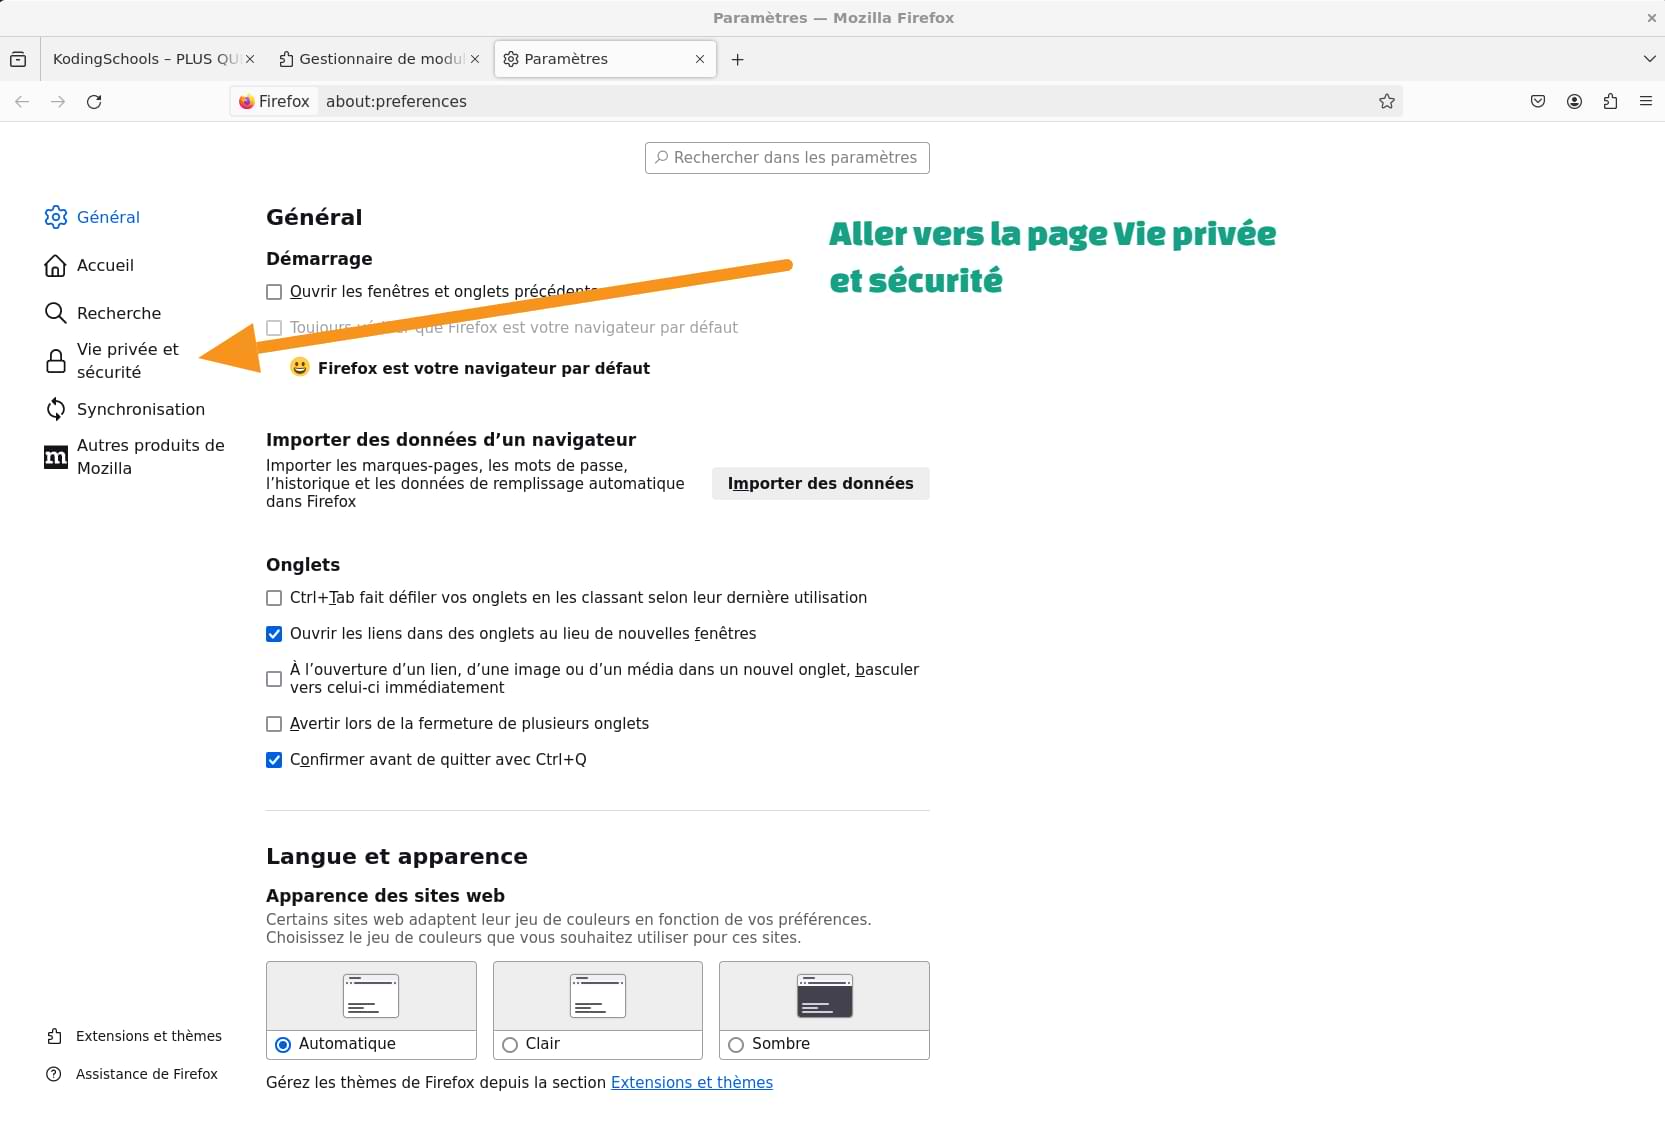 Paramètres — Mozilla Firefox
KodingSchools – PLUS QU
Gestionnaire de modul
Paramètres
Firefox
about:preferences
Rechercher dans les paramètres
Général
Accueil
Recherche
Vie privée et
sécurité
Synchronisation
Autres produits de
Mozilla
Extensions et thèmes
Assistance de Firefox
Général
Aller vers la page Vie privée
et sécurité
Démarrage
Ouvrir les fenêtres et onglets précédents
Toujours vérifier que Firefox est votre navigateur par défaut
Firefox est votre navigateur par défaut
Importer des données d’un navigateur
Importer les marques-pages, les mots de passe,
l’historique et les données de remplissage automatique
dans Firefox
Importer des données
Onglets
Ctrl+Tab fait défiler vos onglets en les classant selon leur dernière utilisation
Ouvrir les liens dans des onglets au lieu de nouvelles fenêtres
À l’ouverture d’un lien, d’une image ou d’un média dans un nouvel onglet, basculer
vers celui-ci immédiatement
Avertir lors de la fermeture de plusieurs onglets
Confirmer avant de quitter avec Ctrl+Q
Langue et apparence
Apparence des sites web
Certains sites web adaptent leur jeu de couleurs en fonction de vos préférences.
Choisissez le jeu de couleurs que vous souhaitez utiliser pour ces sites.
Automatique
Clair
Sombre
Gérez les thèmes de Firefox depuis la section Extensions et thèmes